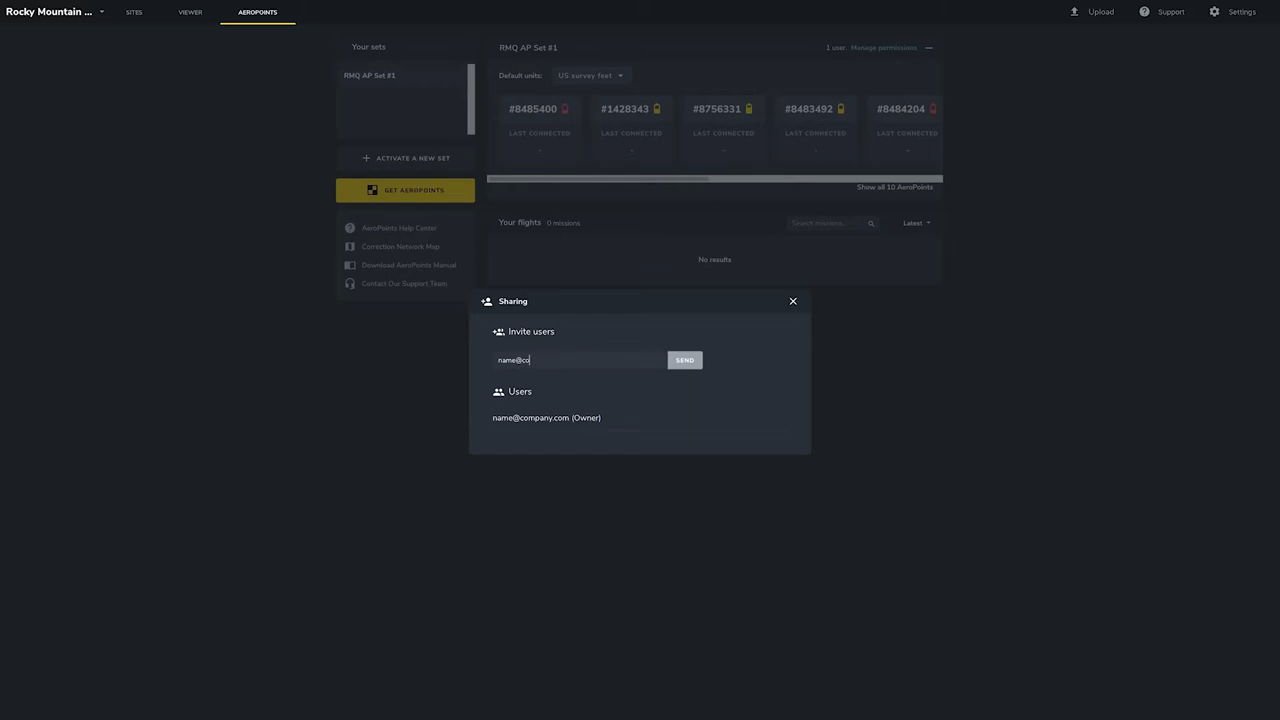 Rocky Mountain ...
SITES
VIEWER
AEROPOINTS
Upload
Support
Settings
Your sets
RMQ AP Set #1
ACTIVATE A NEW SET
GET AEROPOINTS
AeroPoints Help Center
Correction Network Map
Download AeroPoints Manual
Contact Our Support Team
RMQ AP Set #1
1 user.
Manage permissions
Default units:
US survey feet
#8485400
#1428343
#8756331
#8483492
#8484204
LAST CONNECTED
LAST CONNECTED
LAST CONNECTED
LAST CONNECTED
LAST CONNECTED
-
-
-
-
-
Show all 10 AeroPoints
Your flights
0 missions
Search missions...
Latest
No results
Sharing
Invite users
name@co
SEND
Users
name@company.com (Owner)